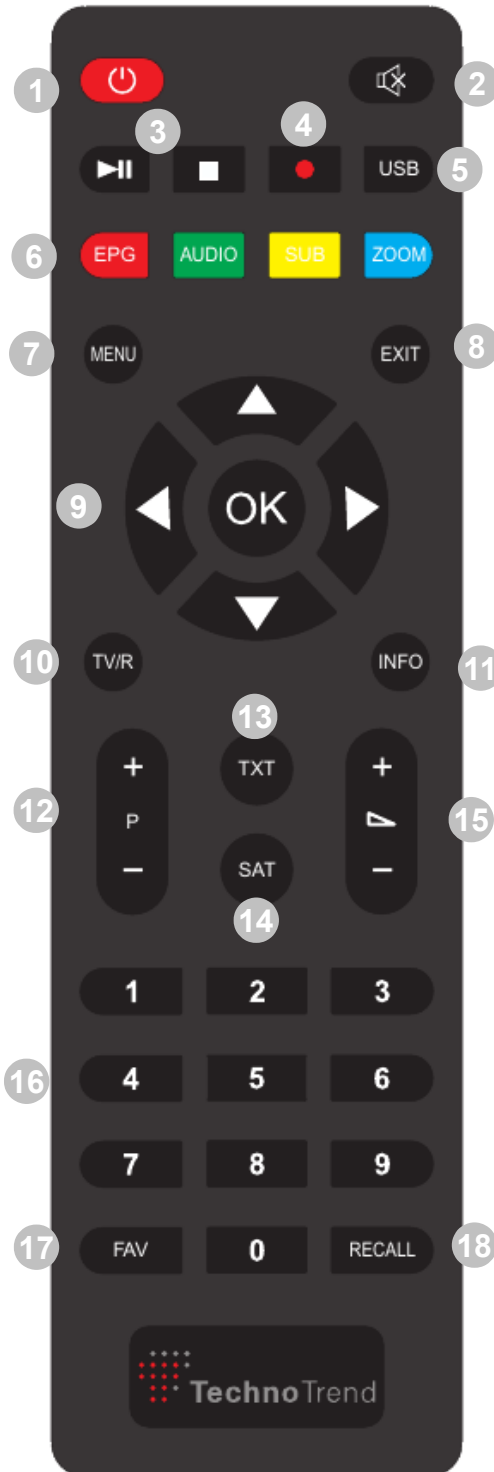 1 2
3 4
USB 5
6 EPG AUDIO SUB ZOOM
7 MENU EXIT 8
9 OK
10 TV/R INFO 11
13
+ TXT +
12 P 15
- SAT -
14
1 2 3
16 4 5 6
7 8 9
17 FAV 0 RECALL 18
TechnoTrend